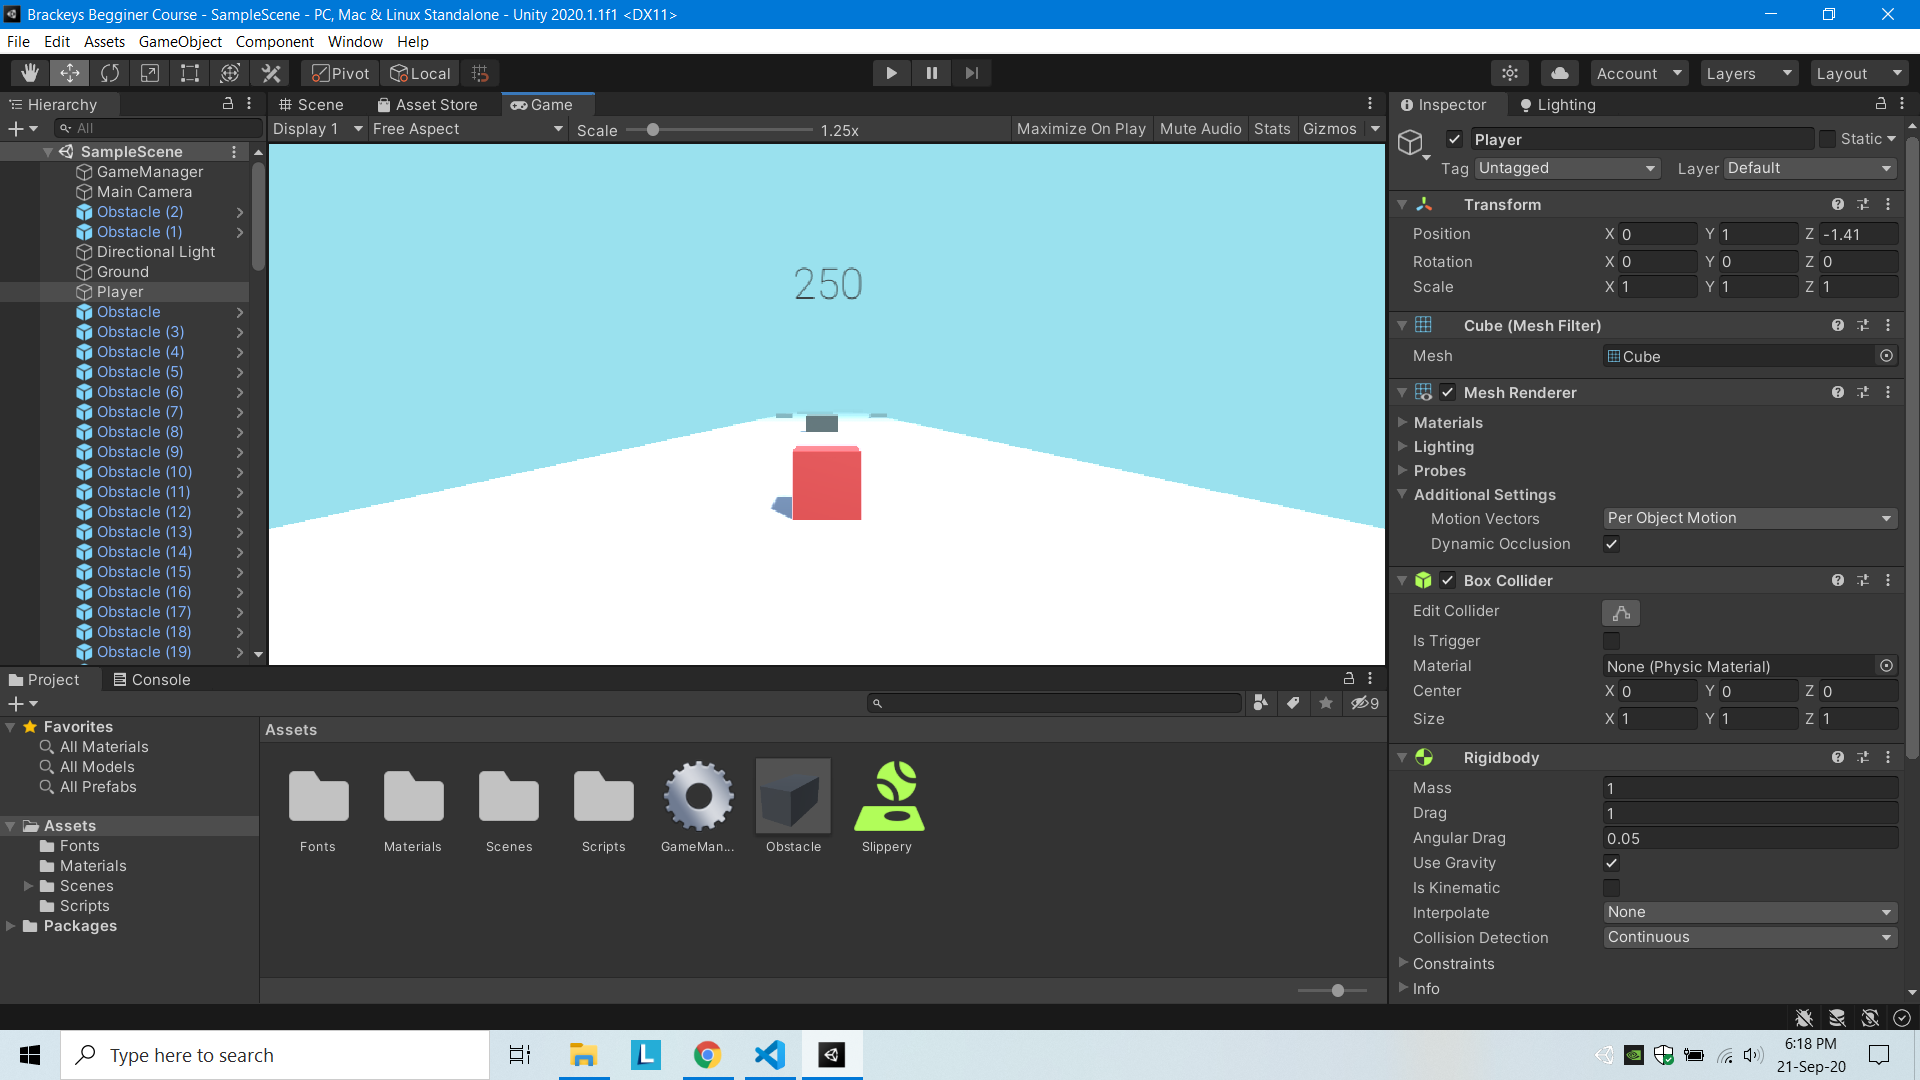 Brackeys Begginer Course - SampleScene - PC, Mac & Linux Standalone - Unity 2020.1.1f1 <DX11>
File Edit Assets GameObject Component Window Help
Pivot Local Account Layers Layout
Hierarchy
All
SampleScene
GameManager
Main Camera
Obstacle (2)
Obstacle (1)
Directional Light
Ground
Player
Obstacle
Obstacle (3)
Obstacle (4)
Obstacle (5)
Obstacle (6)
Obstacle (7)
Obstacle (8)
Obstacle (9)
Obstacle (10)
Obstacle (11)
Obstacle (12)
Obstacle (13)
Obstacle (14)
Obstacle (15)
Obstacle (16)
Obstacle (17)
Obstacle (18)
Obstacle (19)
Scene Asset Store Game
Display 1 Free Aspect Scale 1.25x Maximize On Play Mute Audio Stats Gizmos
250
Inspector Lighting
Player Static
Tag Untagged Layer Default
Transform
Position X 0 Y 1 Z -1.41
Rotation X 0 Y 0 Z 0
Scale X 1 Y 1 Z 1
Cube (Mesh Filter)
Mesh Cube
Mesh Renderer
Materials
Lighting
Probes
Additional Settings
Motion Vectors Per Object Motion
Dynamic Occlusion
Box Collider
Edit Collider
Is Trigger
Material None (Physic Material)
Center X 0 Y 0 Z 0
Size X 1 Y 1 Z 1
Rigidbody
Mass 1
Drag 1
Angular Drag 0.05
Use Gravity
Is Kinematic
Interpolate None
Collision Detection Continuous
Constraints
Info
Project Console
9
Favorites
All Materials
All Models
All Prefabs
Assets
Fonts
Materials
Scenes
Scripts
Packages
Assets
Fonts Materials Scenes Scripts GameMan... Obstacle Slippery
Type here to search
L
6:18 PM
21-Sep-20